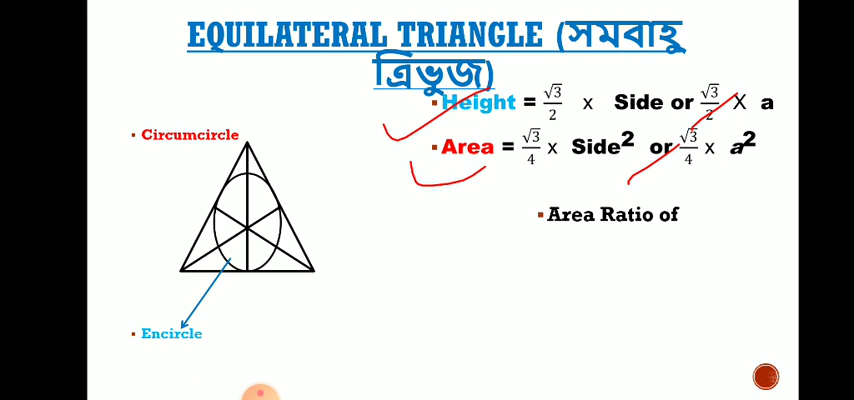 EQUILATERAL TRIANGLE (সমবাহু
ত্রিভুজ)
Height = √3/2 x Side or √3/2 X a
Circumcircle
Area = √3/4 x Side² or √3/4 x a²
Area Ratio of
Encircle